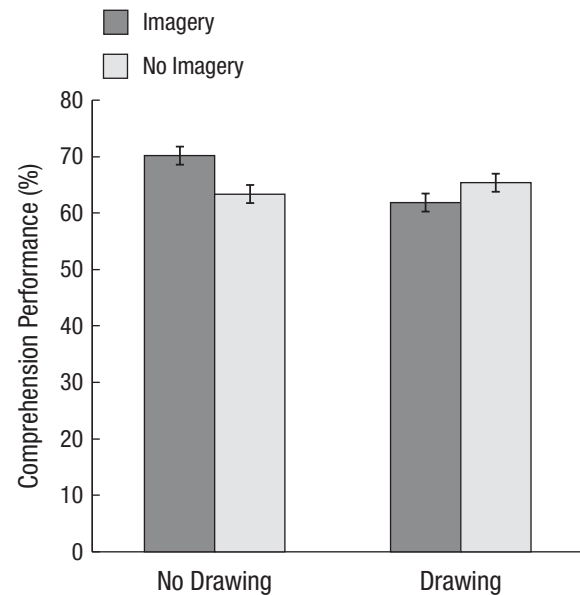 Imagery
No Imagery
80
70
60
50
40
30
20
10
0
Comprehension Performance (%)
No Drawing
Drawing